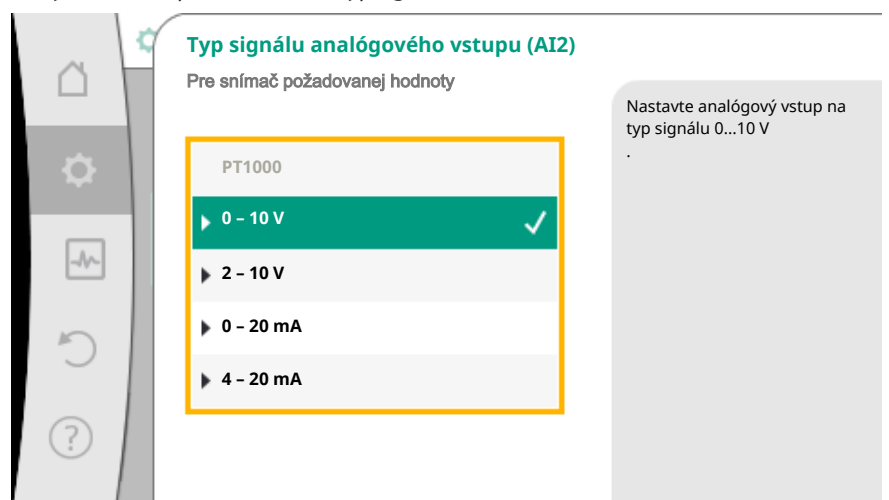 Typ signálu analógového vstupu (AI2)
Pre snímač požadovanej hodnoty
Nastavte analógový vstup na
typ signálu 0...10 V
.
PT1000
0 – 10 V
2 – 10 V
0 – 20 mA
4 – 20 mA
?